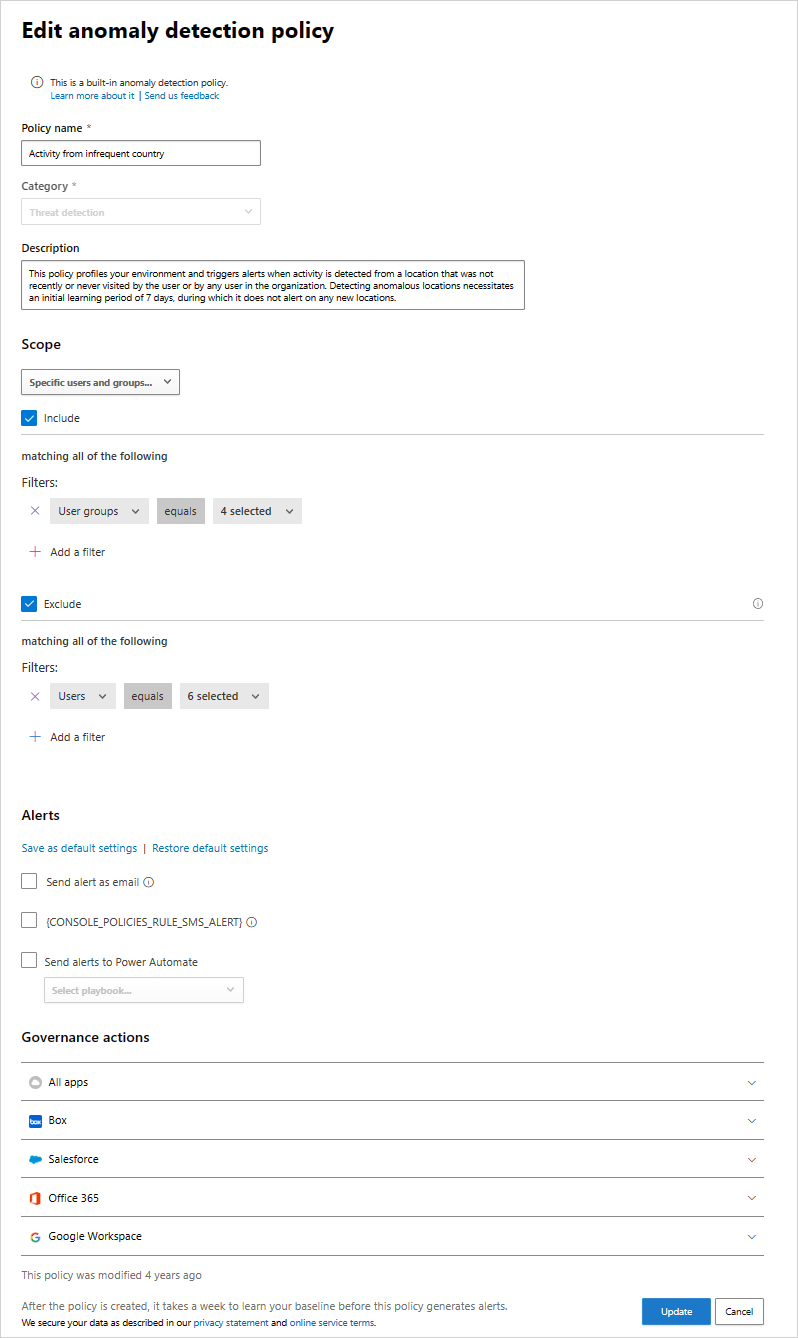 Edit anomaly detection policy
This is a built-in anomaly detection policy.
Learn more about it | Send us feedback
Policy name *
Activity from infrequent country
Category *
Threat detection
Description
This policy profiles your environment and triggers alerts when activity is detected from a location that was not
recently or never visited by the user or by any user in the organization. Detecting anomalous locations necessitates
an initial learning period of 7 days, during which it does not alert on any new locations.
Scope
Specific users and groups...
Include
matching all of the following
Filters:
User groups equals 4 selected
Add a filter
Exclude
matching all of the following
Filters:
Users equals 6 selected
Add a filter
Alerts
Save as default settings | Restore default settings
Send alert as email
{CONSOLE_POLICIES_RULE_SMS_ALERT}
Send alerts to Power Automate
Select playbook...
Governance actions
All apps
box Box
Salesforce
Office 365
Google Workspace
This policy was modified 4 years ago
After the policy is created, it takes a week to learn your baseline before this policy generates alerts.
We secure your data as described in our privacy statement and online service terms.
Update Cancel